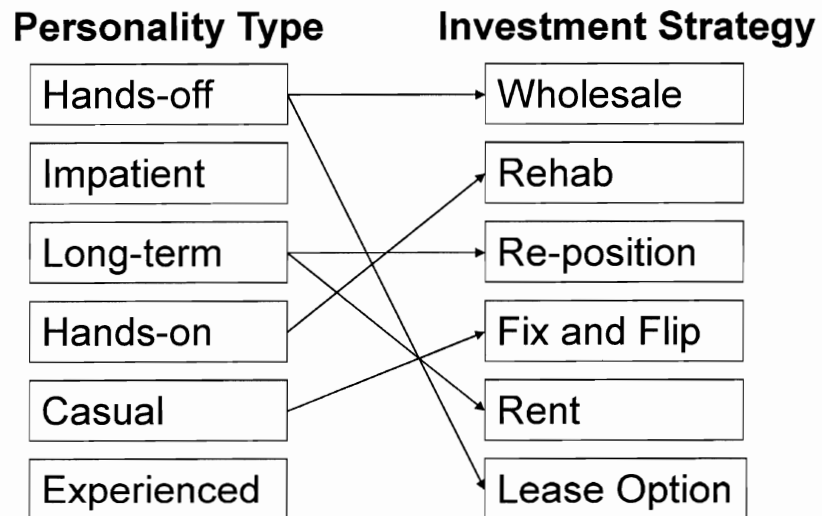 Personality Type Investment Strategy
Hands-off Wholesale
Impatient Rehab
Long-term Re-position
Hands-on Fix and Flip
Casual Rent
Experienced Lease Option